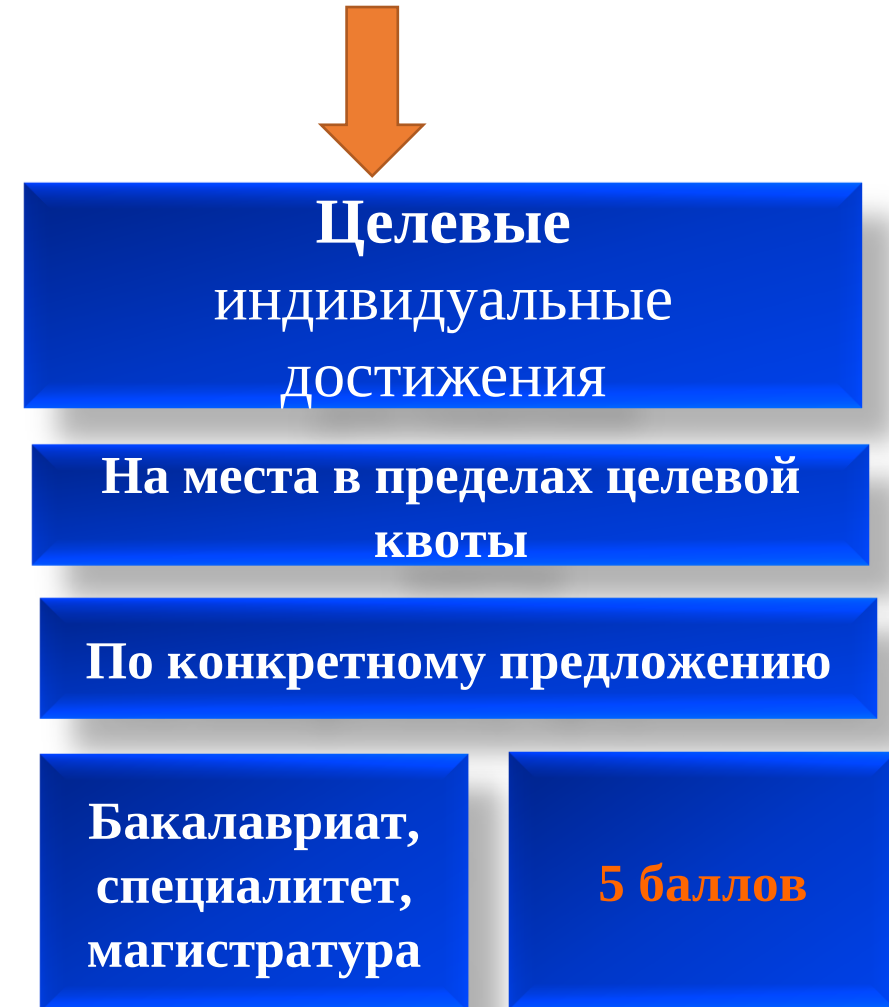 Целевые
индивидуальные
достижения
На места в пределах целевой
квоты
По конкретному предложению
Бакалавриат,
специалитет,
магистратура
5 баллов